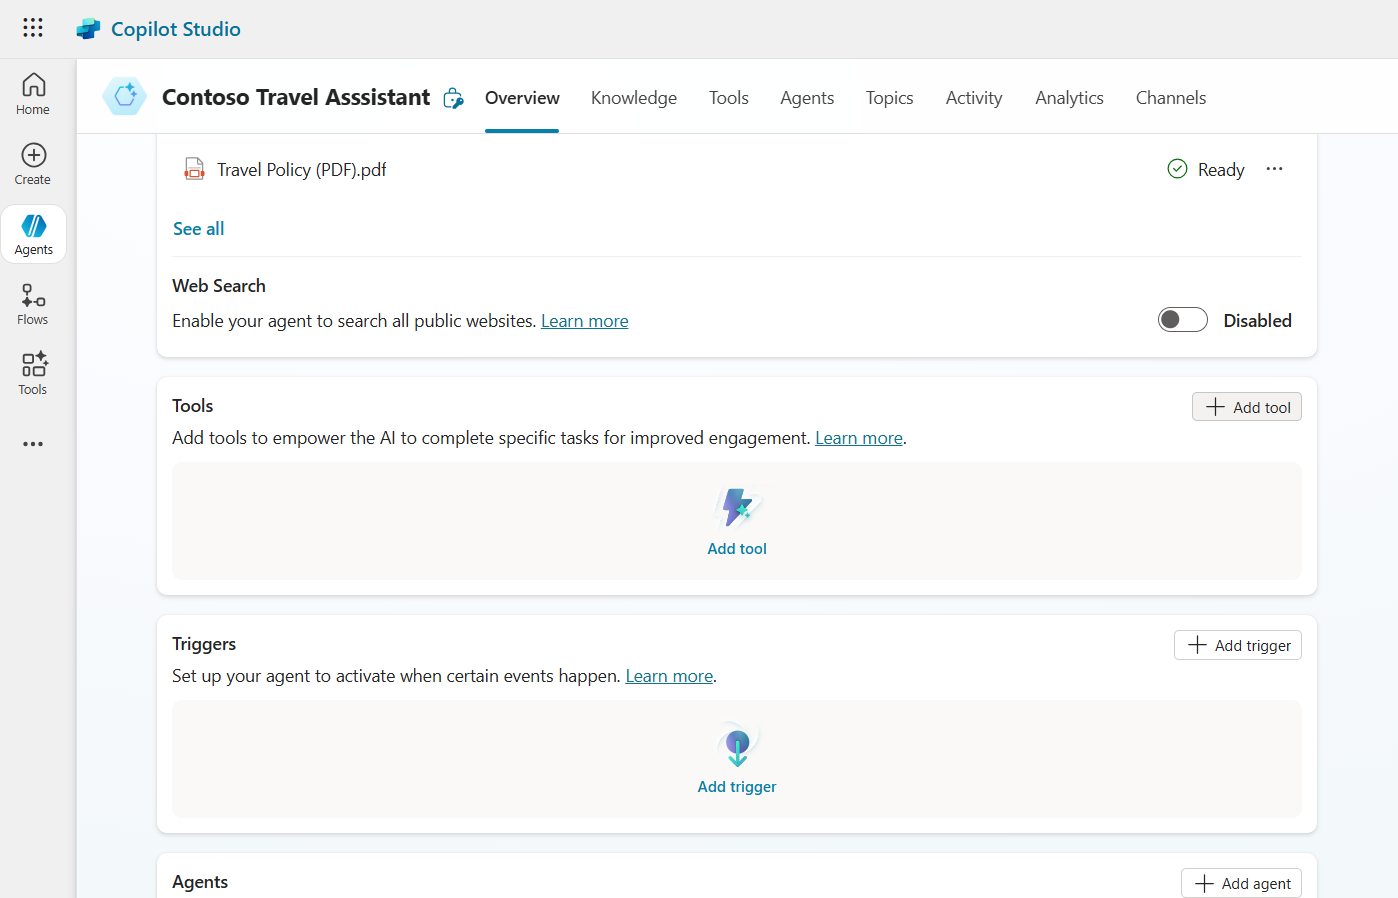 Copilot Studio
Home
Create
Agents
Flows
Tools
Contoso Travel Asssistant
Overview
Knowledge
Tools
Agents
Topics
Activity
Analytics
Channels
Travel Policy (PDF).pdf
Ready
See all
Web Search
Enable your agent to search all public websites. Learn more
Disabled
Tools
Add tool
Add tools to empower the AI to complete specific tasks for improved engagement. Learn more.
Add tool
Triggers
Add trigger
Set up your agent to activate when certain events happen. Learn more.
Add trigger
Agents
Add agent